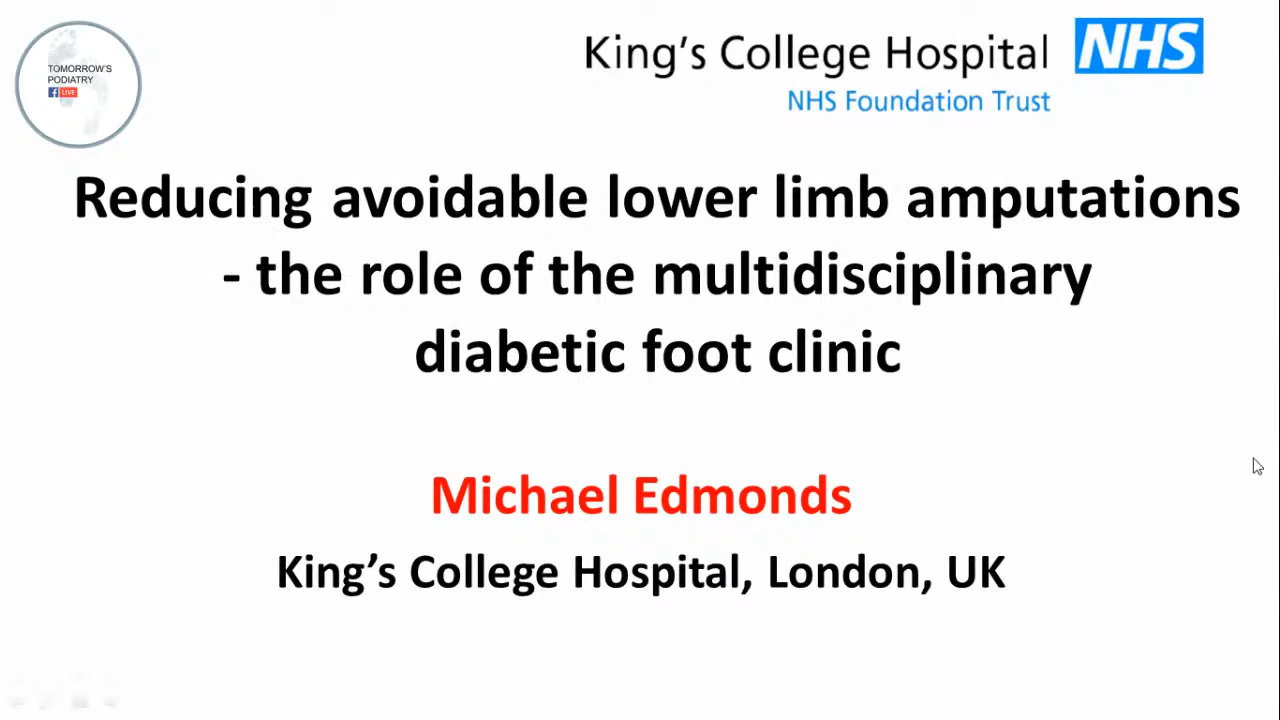 TOMORROW'S
PODIATRY
f LIVE
King's College Hospital NHS
NHS Foundation Trust
Reducing avoidable lower limb amputations
- the role of the multidisciplinary
diabetic foot clinic
Michael Edmonds
King's College Hospital, London, UK